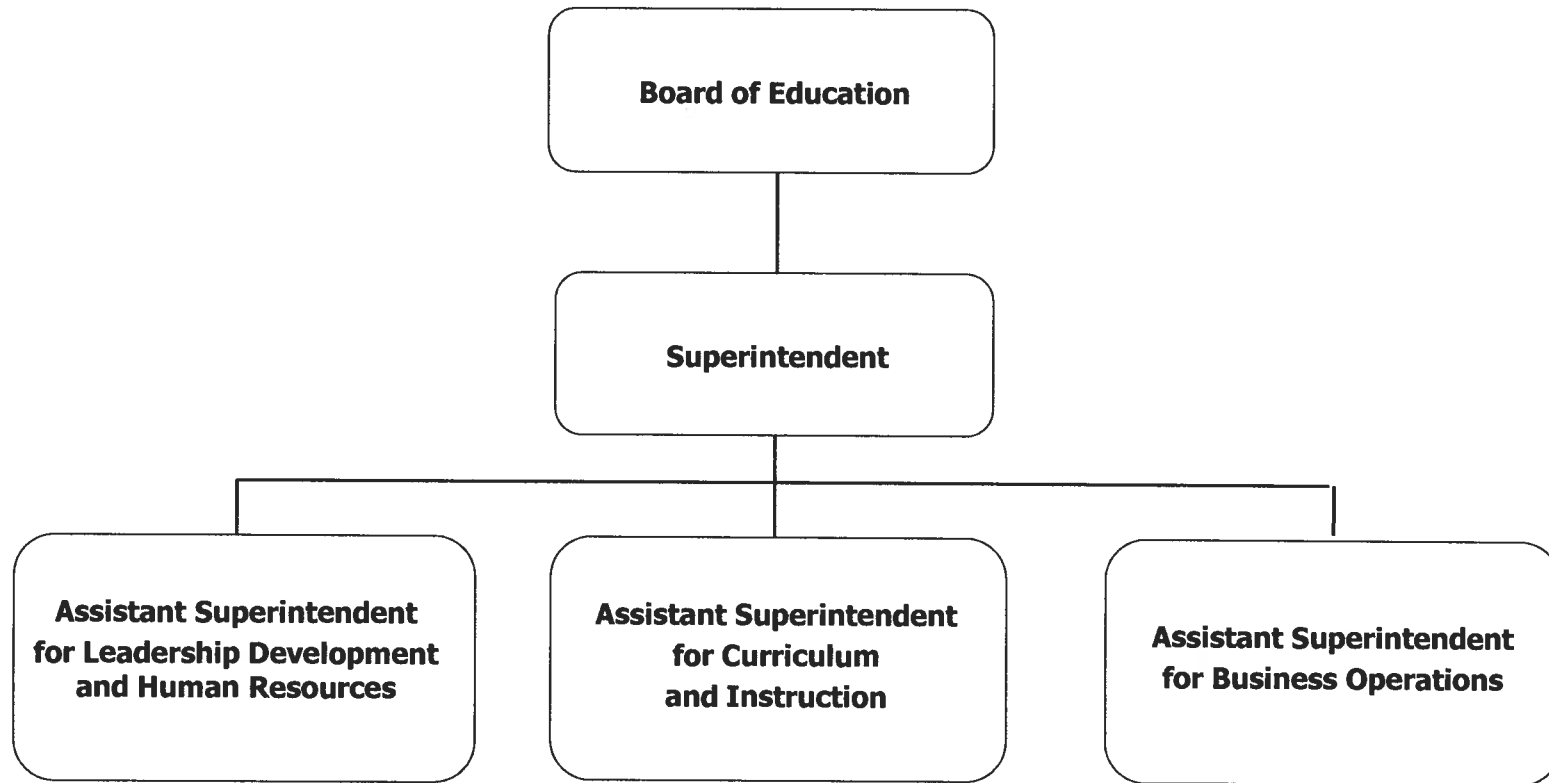 Board of Education
Superintendent
Assistant Superintendent
for Leadership Development
and Human Resources
Assistant Superintendent
for Curriculum
and Instruction
Assistant Superintendent
for Business Operations